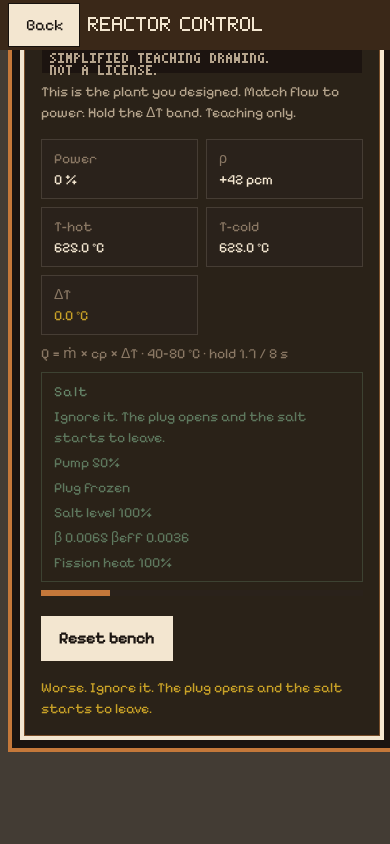 Back
REACTOR CONTROL
SIMPLIFIED TEACHING DRAWING.
NOT A LICENSE.
This is the plant you designed. Match flow to
power. Hold the ΔT band. Teaching only.
Power
0 %
ρ
+42 pcm
T-hot
625.0 °C
T-cold
625.0 °C
ΔT
0.0 °C
Q = ṁ × cp × ΔT · 40-80 °C · hold 1.7 / 8 s
Salt
Ignore it. The plug opens and the salt
starts to leave.
Pump 50%
Plug Frozen
Salt level 100%
β 0.0065 βeff 0.0036
Fission heat 100%
Reset bench
Worse. Ignore it. The plug opens and the salt
starts to leave.